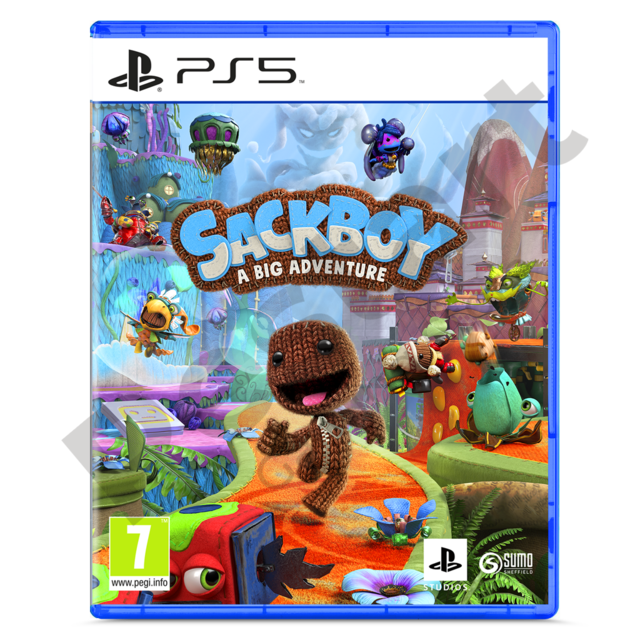 PS5
SACKBOY
A BIG ADVENTURE
7
www.pegi.info
STUDIOS
SUMO
SHEFFIELD